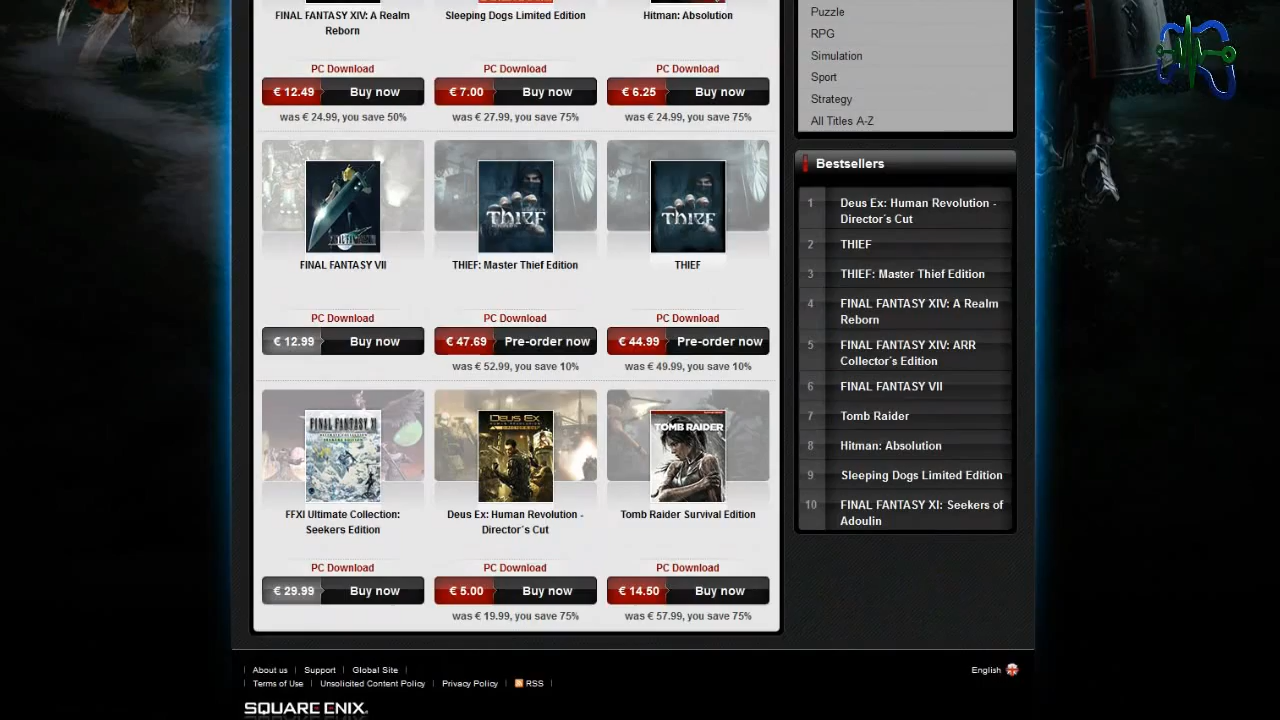 FINAL FANTASY XIV: A Realm
Reborn
Sleeping Dogs Limited Edition
Hitman: Absolution
PC Download
PC Download
PC Download
€ 12.49 Buy now
€ 7.00 Buy now
€ 6.25 Buy now
was € 24.99, you save 50%
was € 27.99, you save 75%
was € 24.99, you save 75%
THIEF
THIEF
FINAL FANTASY VII
THIEF: Master Thief Edition
THIEF
PC Download
PC Download
PC Download
€ 12.99 Buy now
€ 47.69 Pre-order now
€ 44.99 Pre-order now
was € 52.99, you save 10%
was € 49.99, you save 10%
FINAL FANTASY XI
DEUS EX
TOMB RAIDER
FFXI Ultimate Collection:
Seekers Edition
Deus Ex: Human Revolution -
Director´s Cut
Tomb Raider Survival Edition
PC Download
PC Download
PC Download
€ 29.99 Buy now
€ 5.00 Buy now
€ 14.50 Buy now
was € 19.99, you save 75%
was € 57.99, you save 75%
Puzzle
RPG
Simulation
Sport
Strategy
All Titles A-Z
Bestsellers
1 Deus Ex: Human Revolution -
Director´s Cut
2 THIEF
3 THIEF: Master Thief Edition
4 FINAL FANTASY XIV: A Realm
Reborn
5 FINAL FANTASY XIV: ARR
Collector´s Edition
6 FINAL FANTASY VII
7 Tomb Raider
8 Hitman: Absolution
9 Sleeping Dogs Limited Edition
10 FINAL FANTASY XI: Seekers of
Adoulin
About us | Support | Global Site
English
Terms of Use | Unsolicited Content Policy | Privacy Policy | RSS
SQUARE ENIX